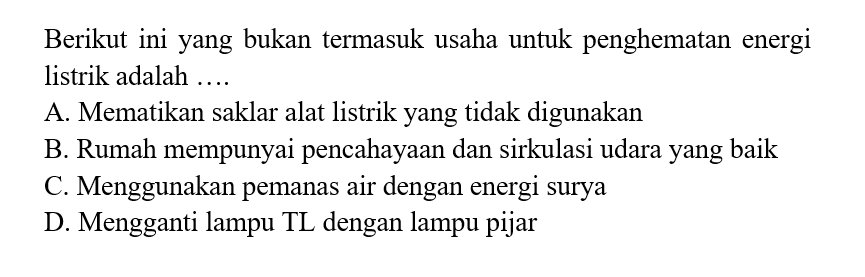 Berikut ini yang bukan termasuk usaha untuk penghematan energi
listrik adalah ….
A. Mematikan saklar alat listrik yang tidak digunakan
B. Rumah mempunyai pencahayaan dan sirkulasi udara yang baik
C. Menggunakan pemanas air dengan energi surya
D. Mengganti lampu TL dengan lampu pijar